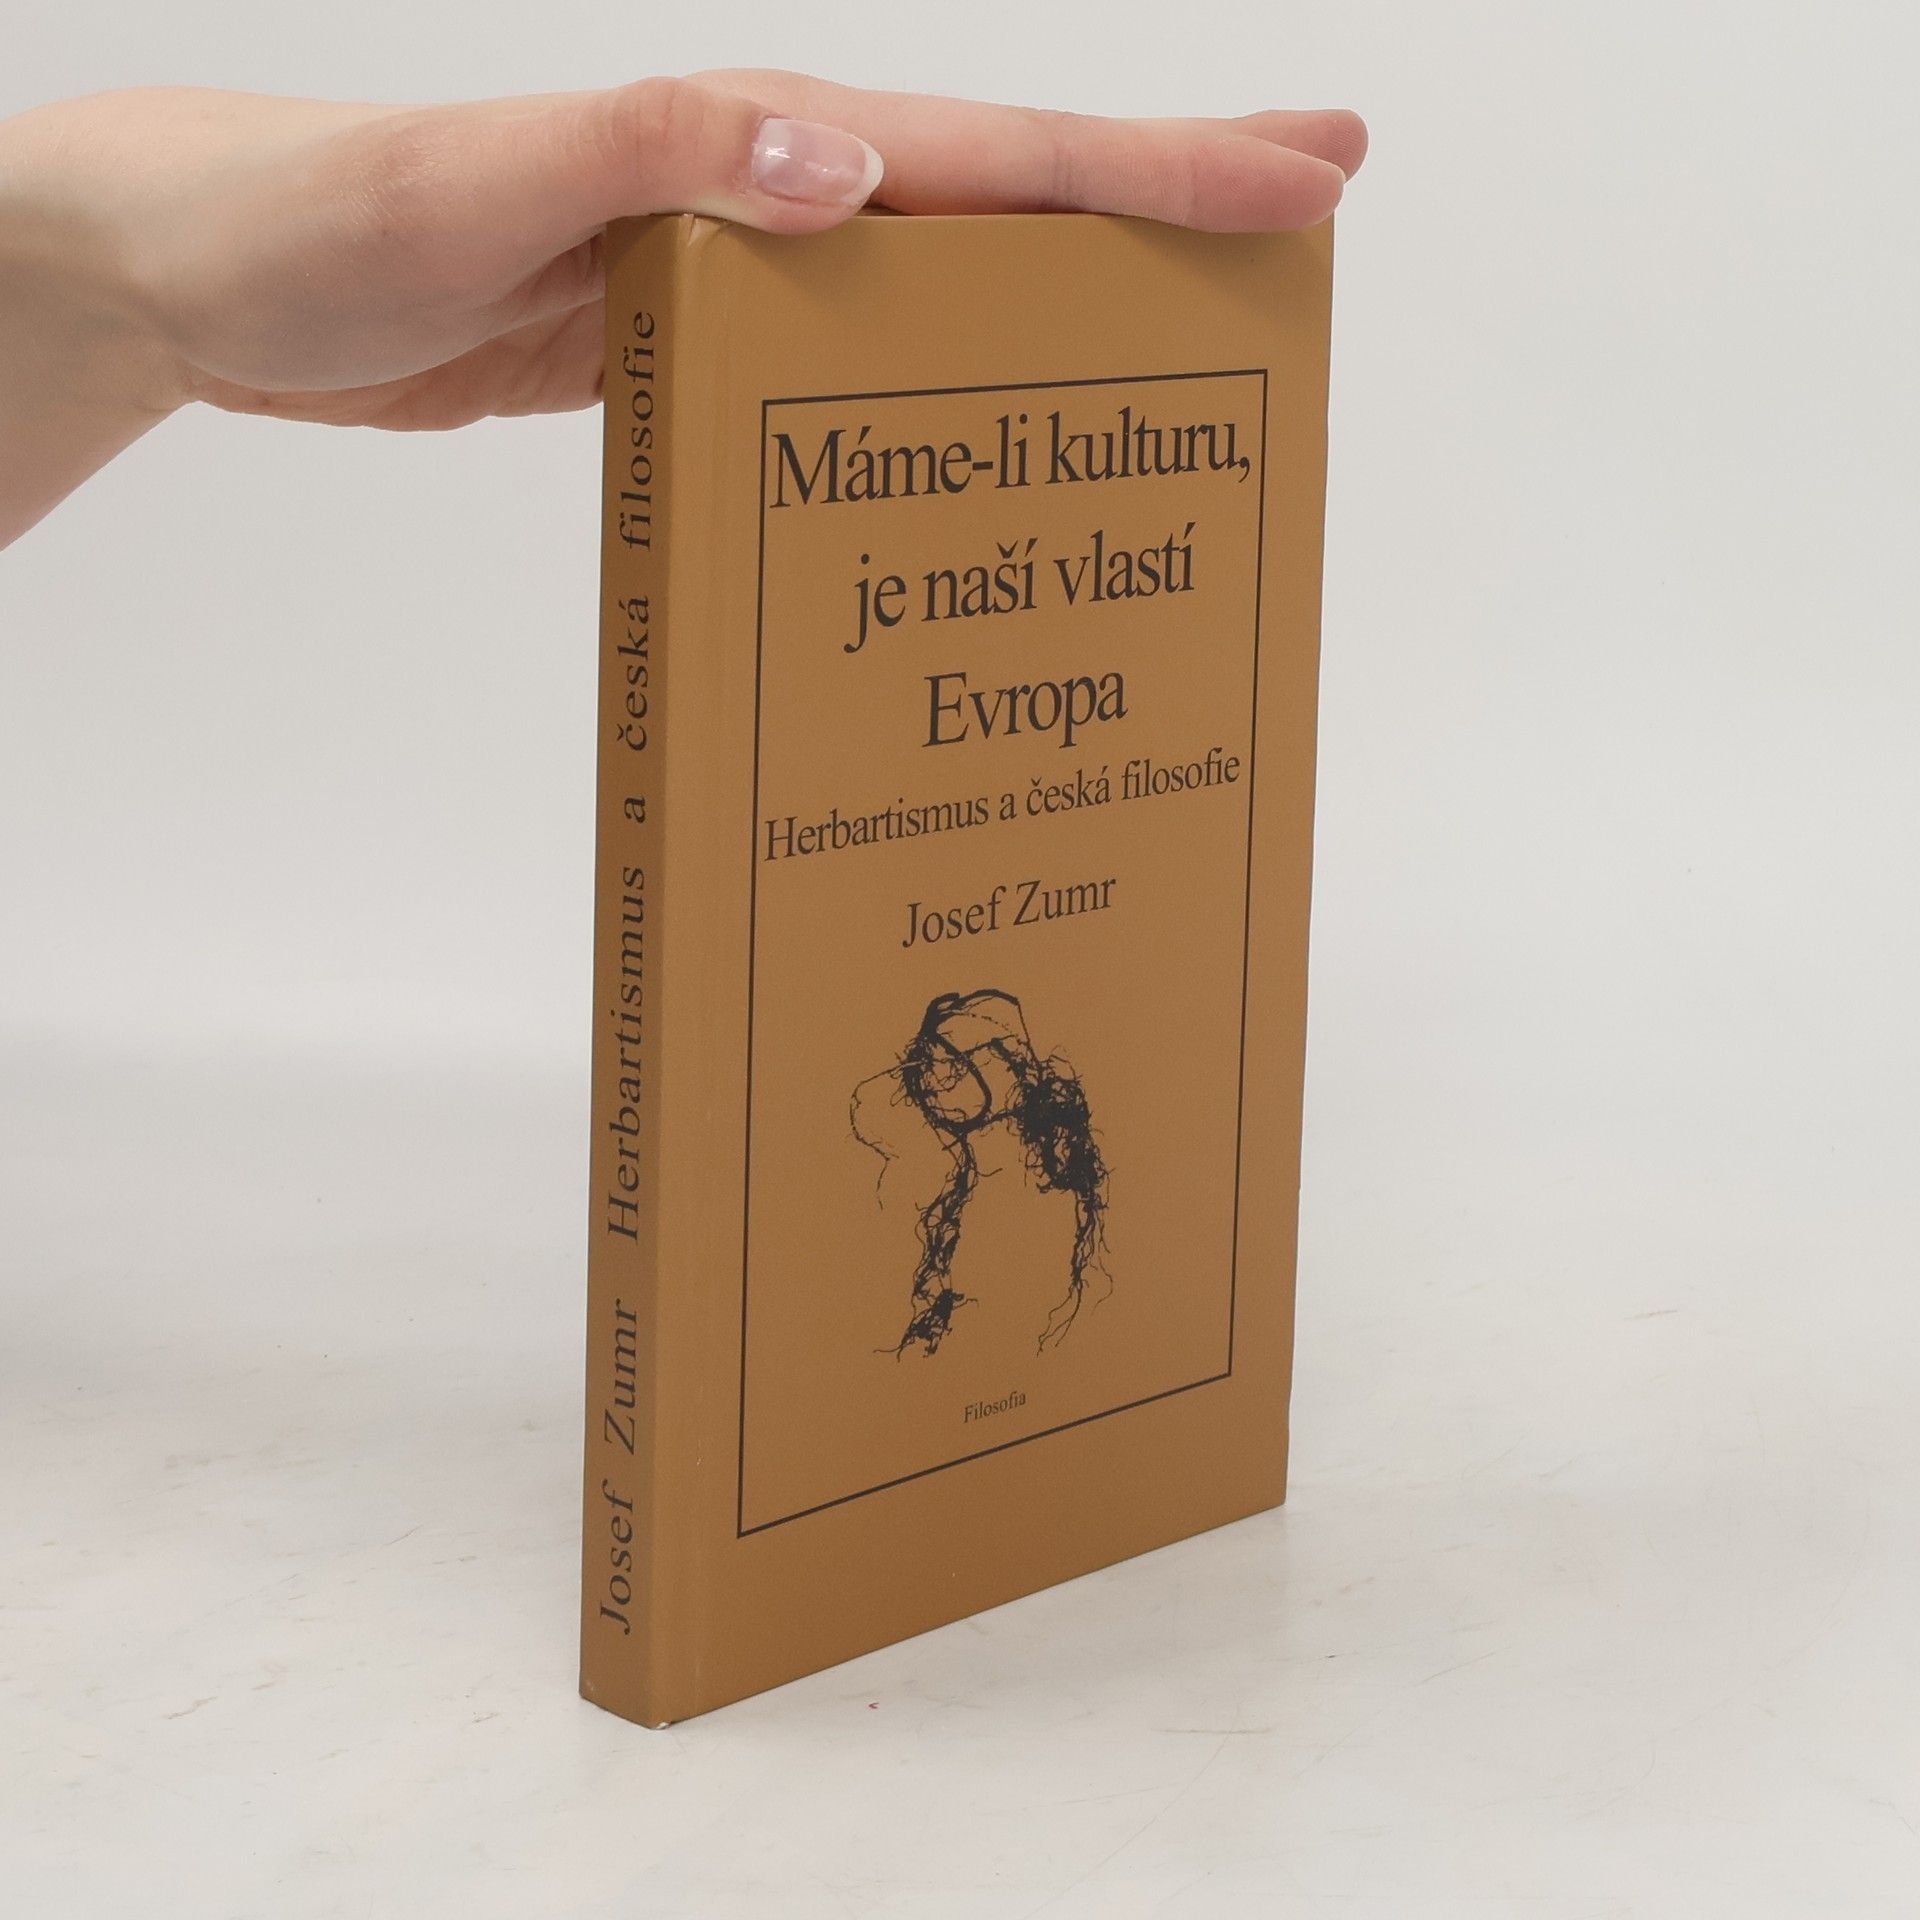 Josef Zumr Herbartismus a česká filosofie
Máme-li kulturu,
je naší vlastí
Evropa
Herbartismus a česká filosofie
Josef Zumr
Filosofia